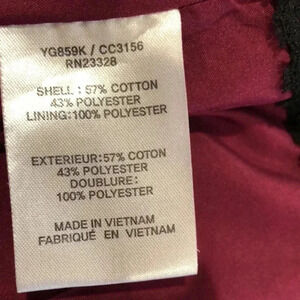 YG859K / CC3156
RN23328
SHELL : 57% COTTON
43% POLYESTER
LINING:100% POLYESTER
EXTERIEUR:57% COTON
43% POLYESTER
DOUBLURE:
100% POLYESTER
MADE IN VIETNAM
FABRIQUÉ EN VIETNAM